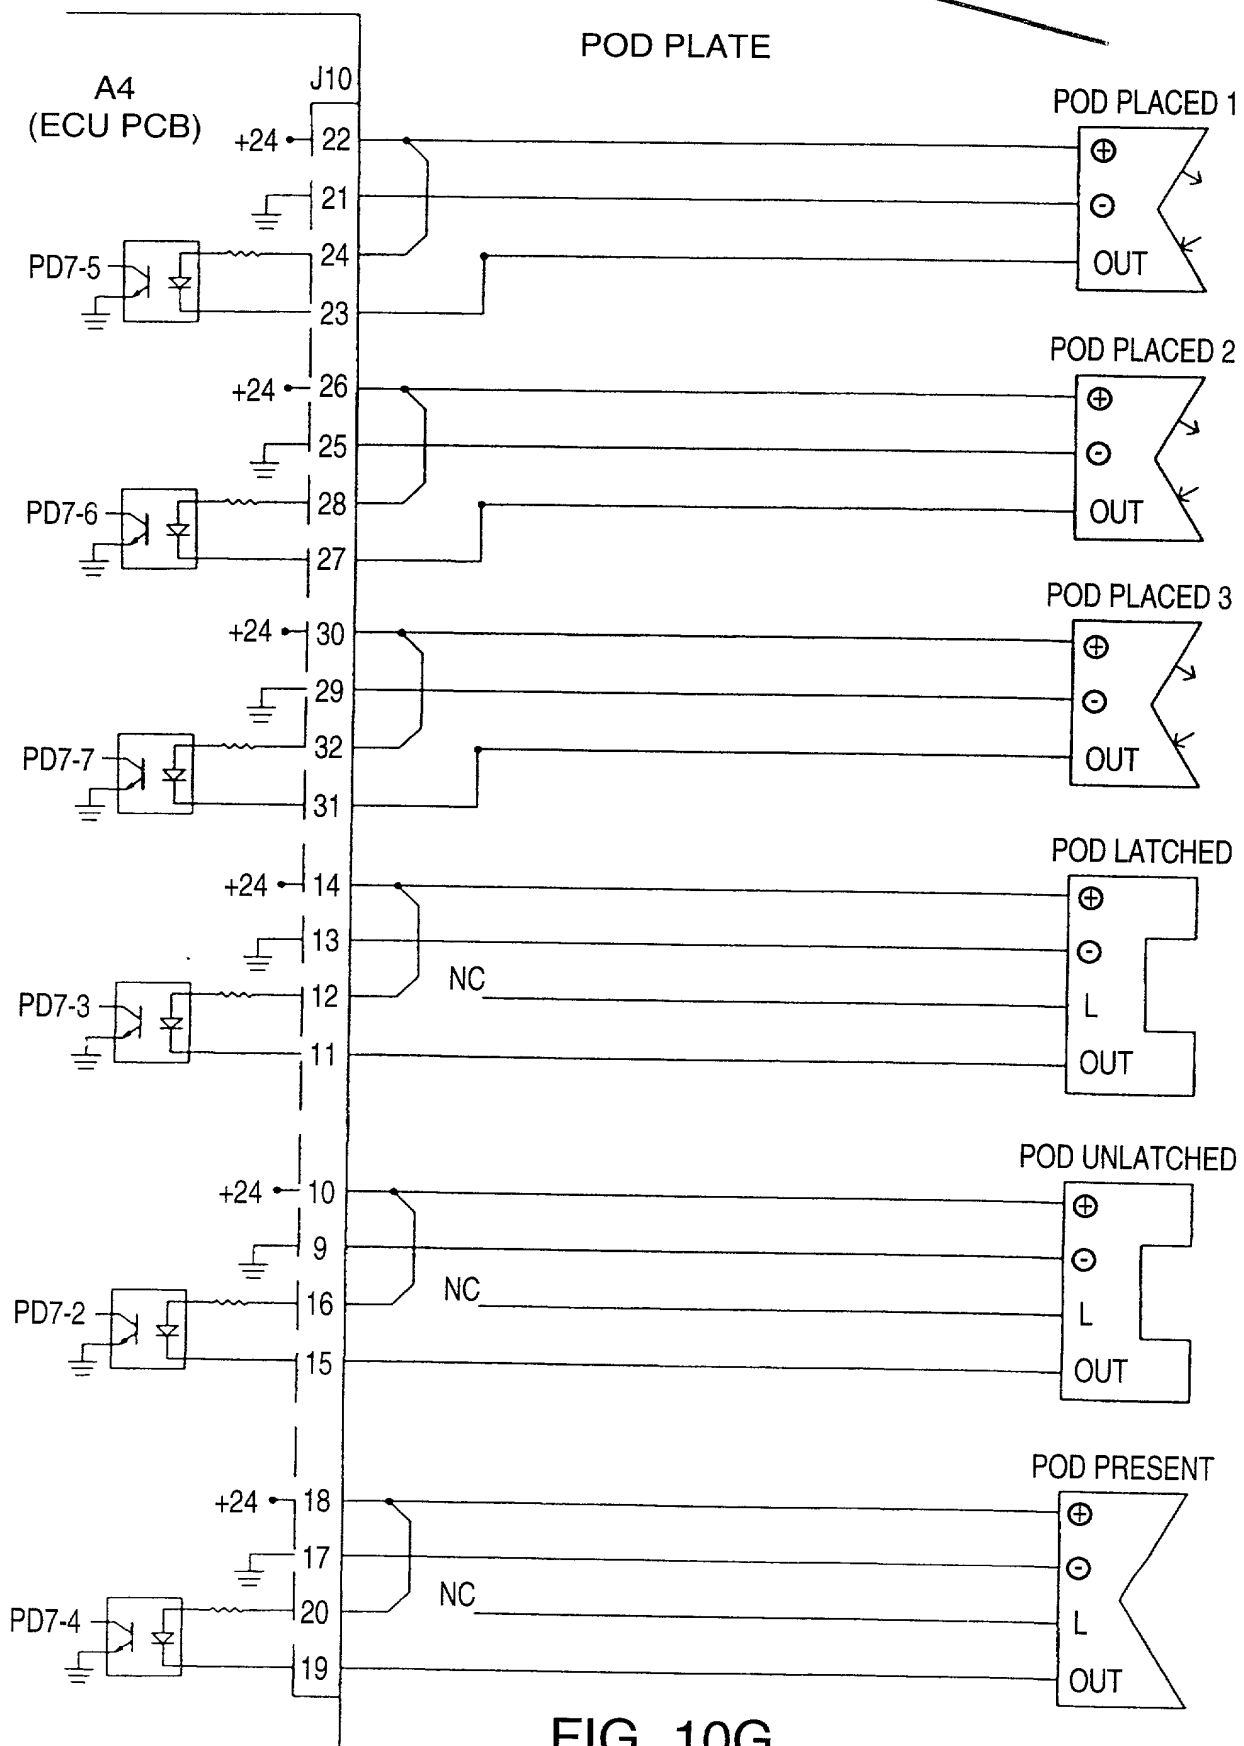 POD PLATE
A4
(ECU PCB)
J10
POD PLACED 1
+24
22
⊕
21
⊖
24
OUT
PD7-5
23
POD PLACED 2
+24
26
⊕
25
⊖
28
OUT
PD7-6
27
POD PLACED 3
+24
30
⊕
29
⊖
32
OUT
PD7-7
31
POD LATCHED
+24
14
⊕
13
⊖
NC
12
L
PD7-3
11
OUT
POD UNLATCHED
+24
10
⊕
9
⊖
NC
16
L
PD7-2
15
OUT
POD PRESENT
+24
18
⊕
17
⊖
NC
20
L
PD7-4
19
OUT
FIG. 10G